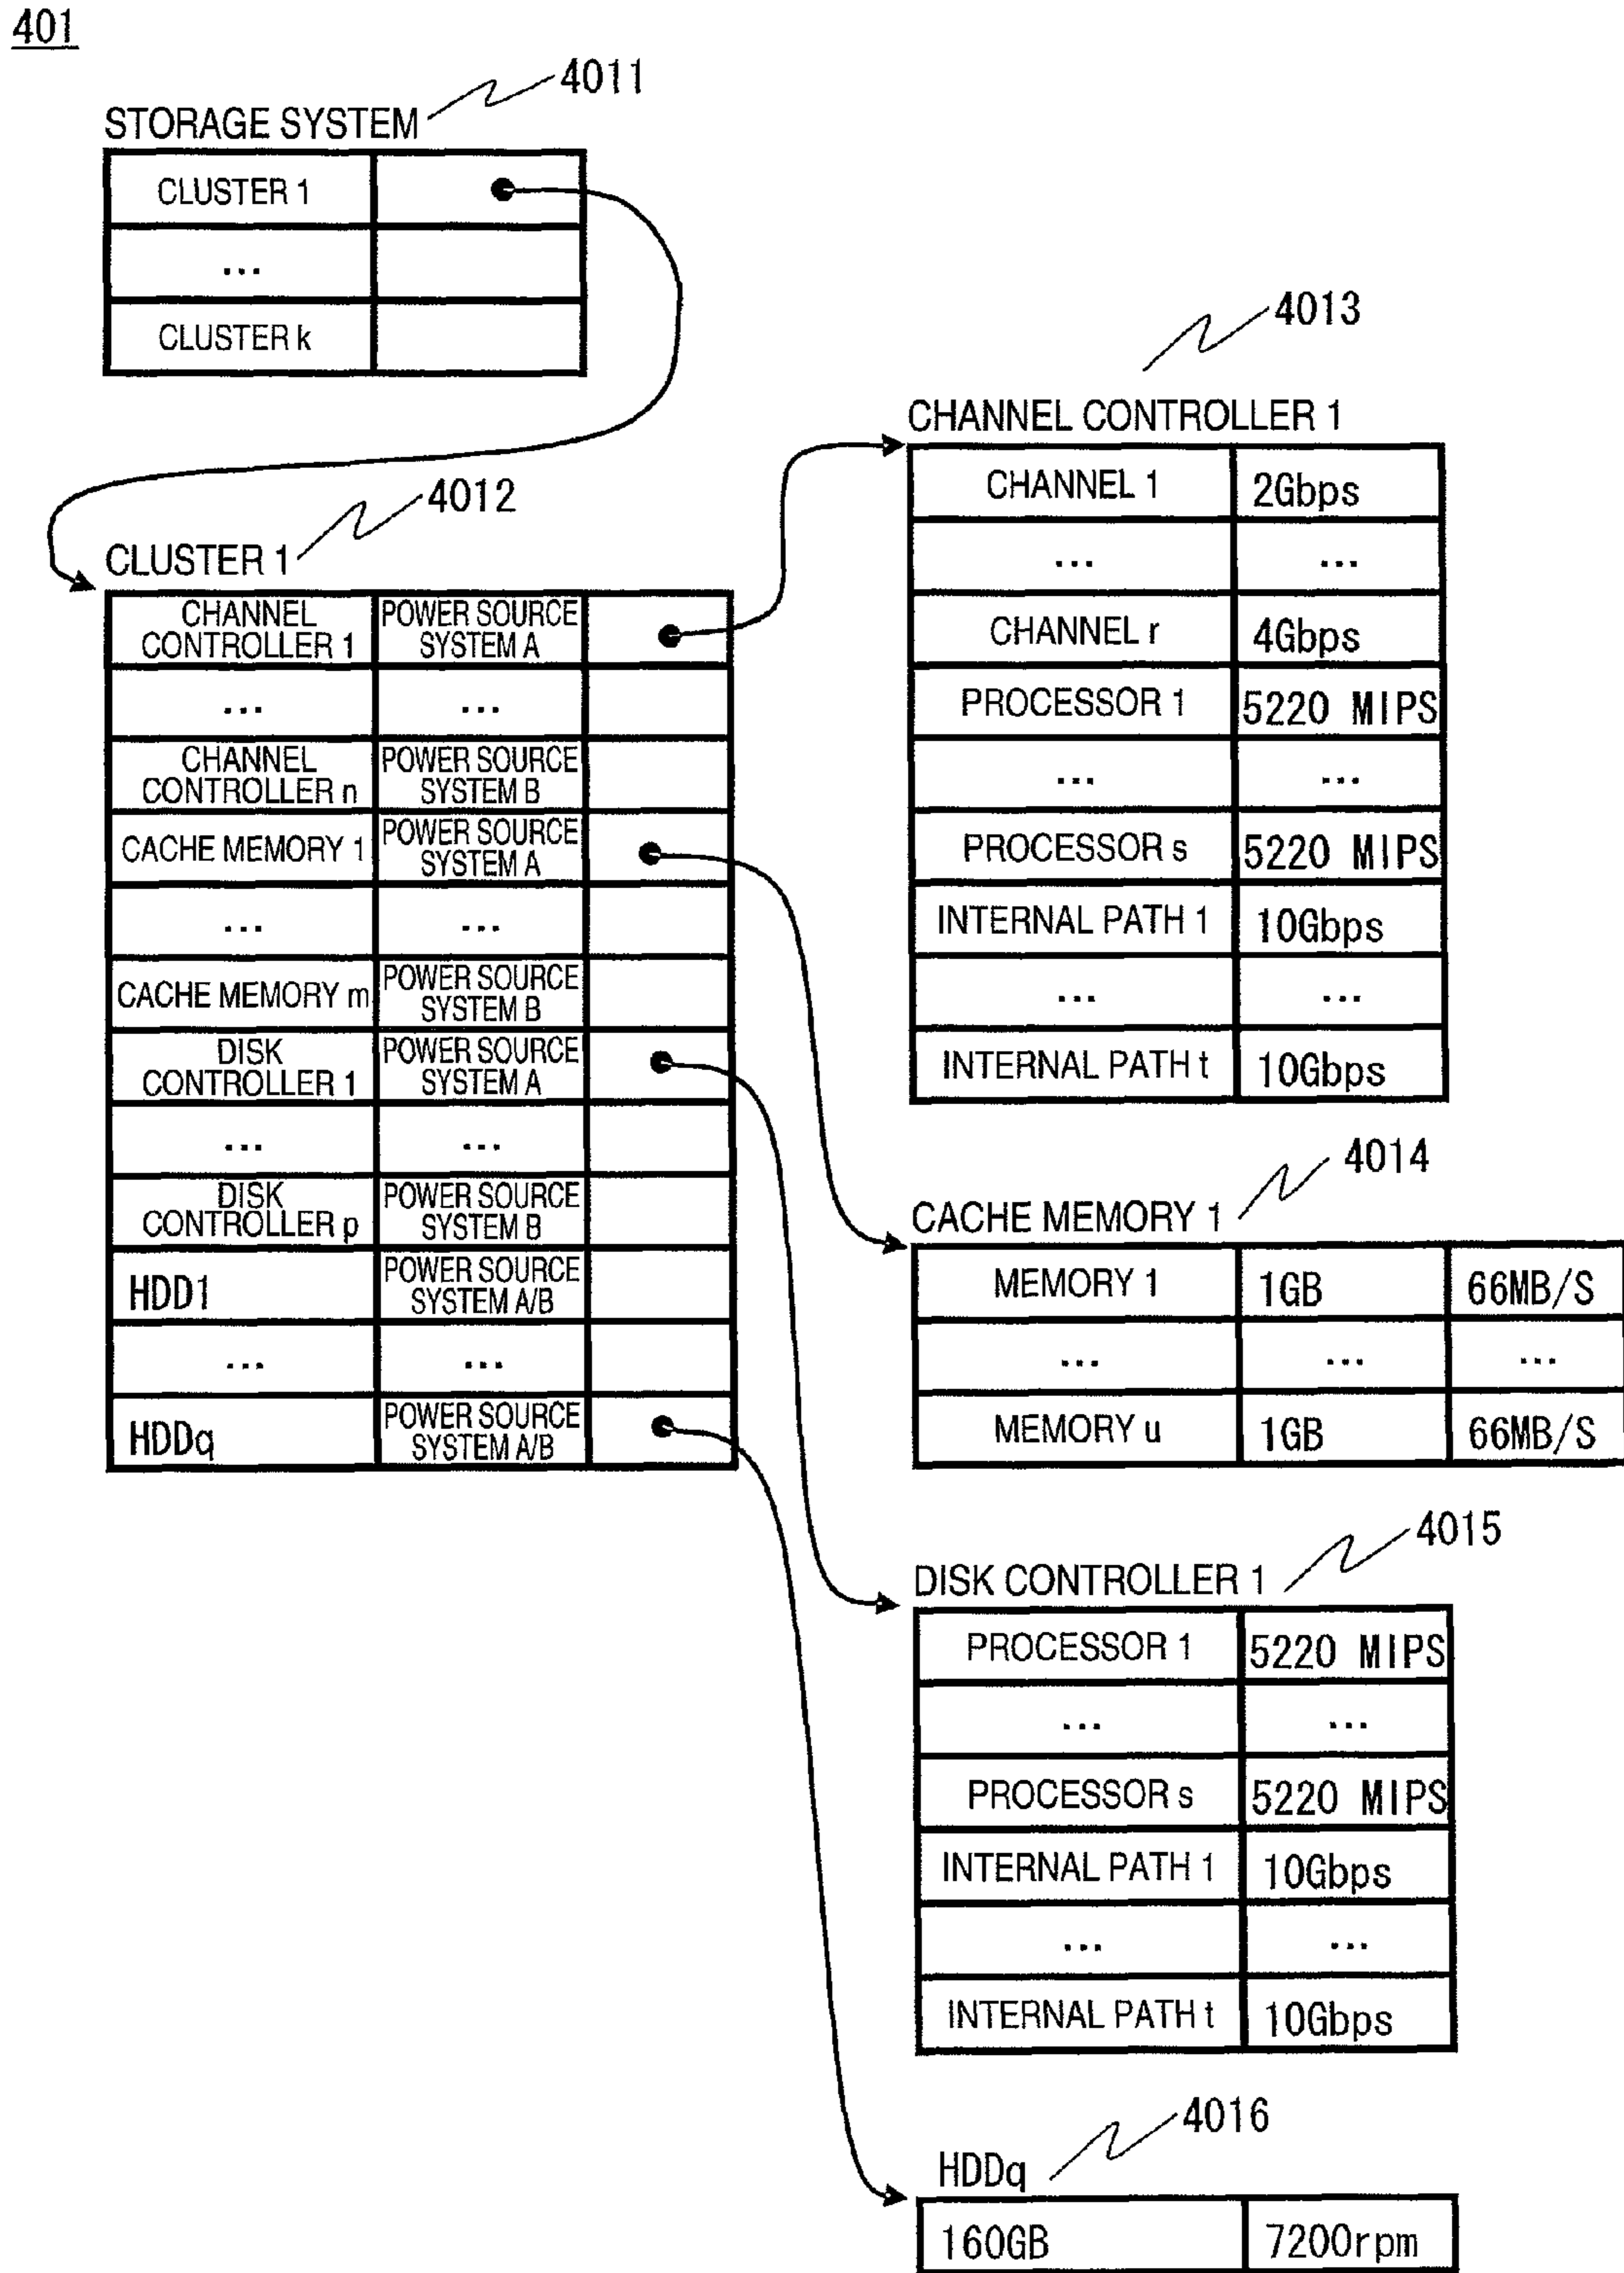 401
4011
STORAGE SYSTEM
CLUSTER 1
...
CLUSTER k
4012
CLUSTER 1
CHANNEL CONTROLLER 1 POWER SOURCE SYSTEM A
... ...
CHANNEL CONTROLLER n POWER SOURCE SYSTEM B
CACHE MEMORY 1 POWER SOURCE SYSTEM A
... ...
CACHE MEMORY m POWER SOURCE SYSTEM B
DISK CONTROLLER 1 POWER SOURCE SYSTEM A
... ...
DISK CONTROLLER p POWER SOURCE SYSTEM B
HDD1 POWER SOURCE SYSTEM A/B
... ...
HDDq POWER SOURCE SYSTEM A/B
4013
CHANNEL CONTROLLER 1
CHANNEL 1 2Gbps
... ...
CHANNEL r 4Gbps
PROCESSOR 1 5220 MIPS
... ...
PROCESSOR s 5220 MIPS
INTERNAL PATH 1 10Gbps
... ...
INTERNAL PATH t 10Gbps
4014
CACHE MEMORY 1
MEMORY 1 1GB 66MB/S
... ... ...
MEMORY u 1GB 66MB/S
4015
DISK CONTROLLER 1
PROCESSOR 1 5220 MIPS
... ...
PROCESSOR s 5220 MIPS
INTERNAL PATH 1 10Gbps
... ...
INTERNAL PATH t 10Gbps
4016
HDDq
160GB 7200rpm